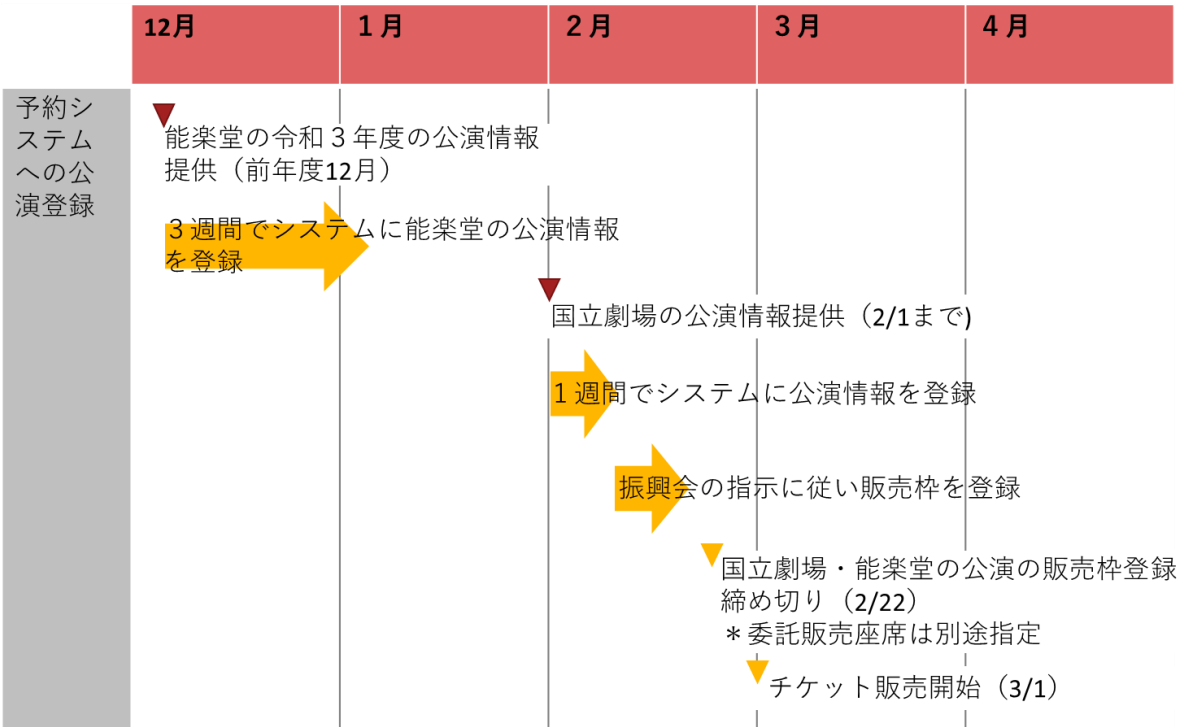 12月
１月
２月
３月
４月
予約シ
ステム
への公
演登録
能楽堂の令和３年度の公演情報
提供（前年度12月）
３週間でシステムに能楽堂の公演情報
を登録
国立劇場の公演情報提供（2/1まで)
１週間でシステムに公演情報を登録
振興会の指示に従い販売枠を登録
国立劇場・能楽堂の公演の販売枠登録
締め切り（2/22）
＊委託販売座席は別途指定
チケット販売開始（3/1）